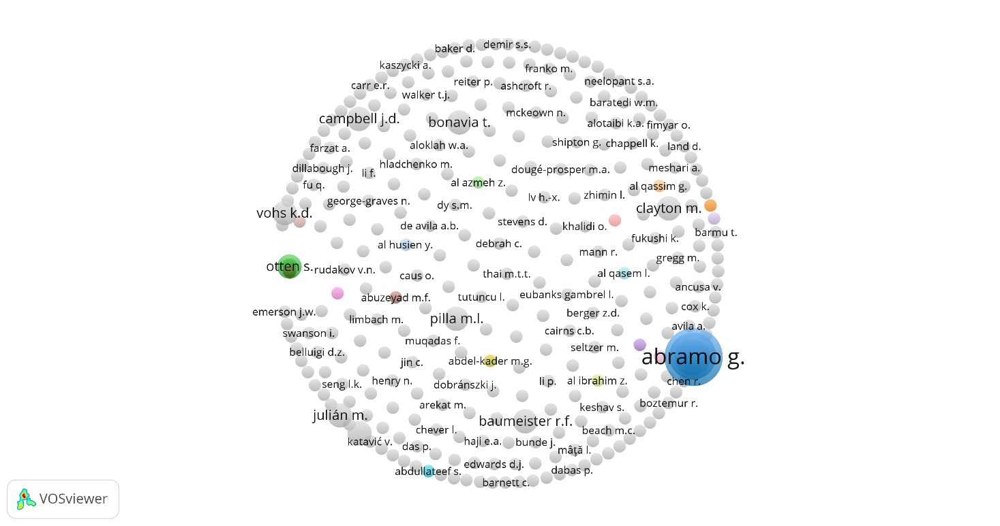 baker d.
demir s.s.
kaszycki a.
franko m.
carr e.r.
reiter p.
ashcroft r.
neelopant s.a.
walker t.j.
baratedi w.m.
mckeown n.
campbell j.d.
bonavia t.
alotaibi k.a.
fimyar o.
farzat a.
aloklah w.a.
shipton g.
chappell k.
land d.
dillabough j.
li f.
hladchenko m.
dougé-prosper m.a.
meshari a.
fu q.
al azmeh z.
al qassim g.
george-graves n.
dy s.m.
lv h.-x.
zhimin l.
clayton m.
vohs k.d.
de avila a.b.
stevens d.
khalidi o.
barmu t.
al husien y.
debrah c.
fukushi k.
mann r.
gregg m.
otten s.
rudakov v.n.
caus o.
thai m.t.t.
al qasem l.
ancusa v.
abuzeyad m.f.
tutuncu l.
eubanks gambrel l.
cox k.
emerson j.w.
limbach m.
pilla m.l.
berger z.d.
avila a.
swanson i.
muqadas f.
cairns c.b.
belluigi d.z.
jin c.
abdel-kader m.g.
seltzer m.
abramo g.
seng l.k.
henry n.
dobránszki j.
li p.
al ibrahim z.
chen r.
julián m.
arekat m.
baumeister r.f.
keshav s.
boztemur r.
katavić v.
chever l.
das p.
haji e.a.
bunde j.
beach m.c.
mâţă l.
abdullateef s.
edwards d.j.
dabas p.
barnett c.
VOSviewer